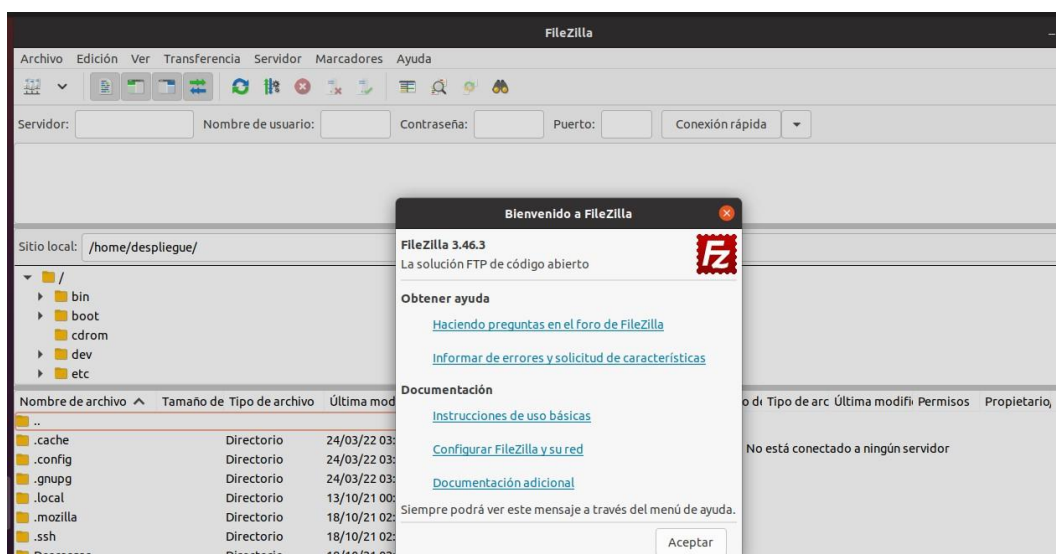 FileZilla
Archivo Edición Ver Transferencia Servidor Marcadores Ayuda
Servidor: Nombre de usuario: Contraseña: Puerto: Conexión rápida
Bienvenido a FileZilla
FileZilla 3.46.3
La solución FTP de código abierto
Fz
Obtener ayuda
Haciendo preguntas en el foro de FileZilla
Informar de errores y solicitud de características
Documentación
Instrucciones de uso básicas
Configurar FileZilla y su red
Documentación adicional
Siempre podrá ver este mensaje a través del menú de ayuda.
Aceptar
Sitio local: /home/despliegue/
/
bin
boot
cdrom
dev
etc
Nombre de archivo Tamaño de Tipo de archivo Última mod
..
.cache Directorio 24/03/22 03:
.config Directorio 24/03/22 03:
.gnupg Directorio 24/03/22 03:
.local Directorio 13/10/21 00:
.mozilla Directorio 18/10/21 02:
.ssh Directorio 18/10/21 02:
Tipo de arc Última modifi Permisos Propietario
No está conectado a ningún servidor